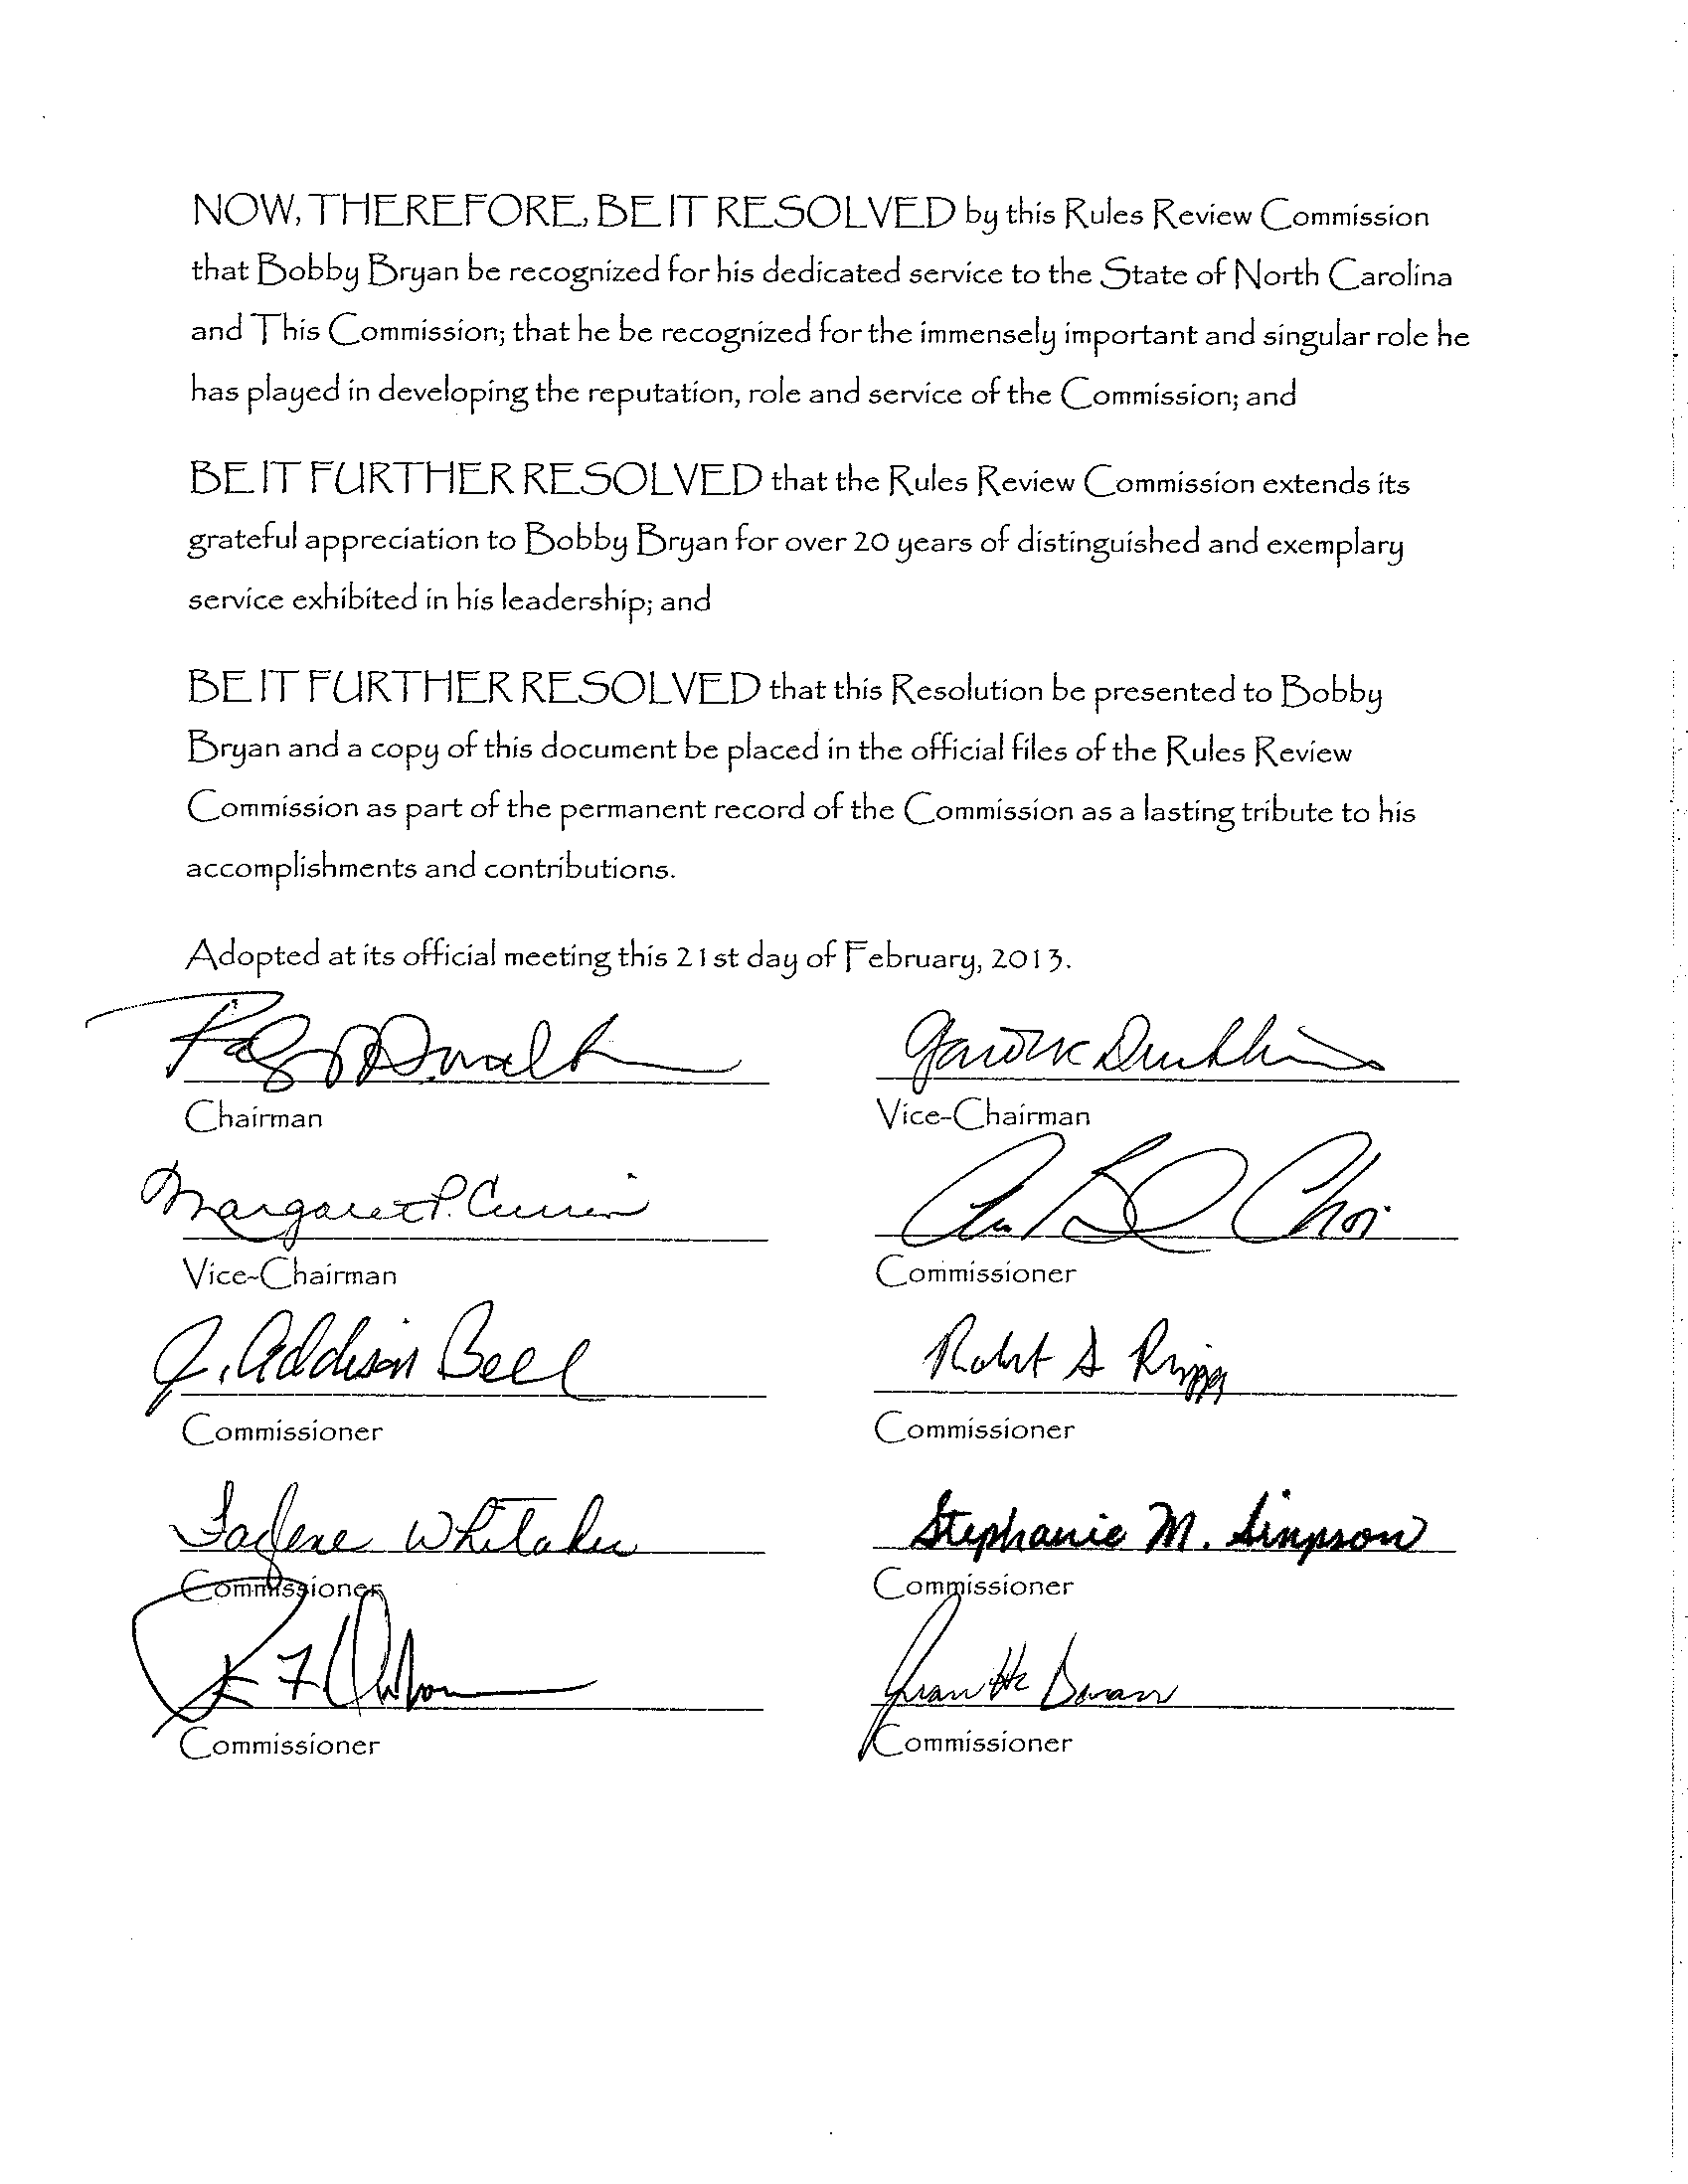 NOW, THEREFORE, BE IT RESOLVED by this Rules Review Commission
that Bobby Bryan be recognized for his dedicated service to the State of North Carolina
and This Commission; that he be recognized for the immensely important and singular role he
has played in developing the reputation, role and service of the Commission; and
BE IT FURTHER RESOLVED that the Rules Review Commission extends its
grateful appreciation to Bobby Bryan for over 20 years of distinguished and exemplary
service exhibited in his leadership; and
BE IT FURTHER RESOLVED that this Resolution be presented to Bobby
Bryan and a copy of this document be placed in the official files of the Rules Review
Commission as part of the permanent record of the Commission as a lasting tribute to his
accomplishments and contributions.
Adopted at its official meeting this 21st day of February, 2013.
Chairman
Vice-Chairman
Margaret P. Currin
Choi
Vice-Chairman
Commissioner
J. Addison Bell
Robert A Rippy
Commissioner
Commissioner
Faylene Whitaker
Stephanie M. Simpson
Commissioner
Commissioner
Jeanette Doran
Commissioner
Commissioner